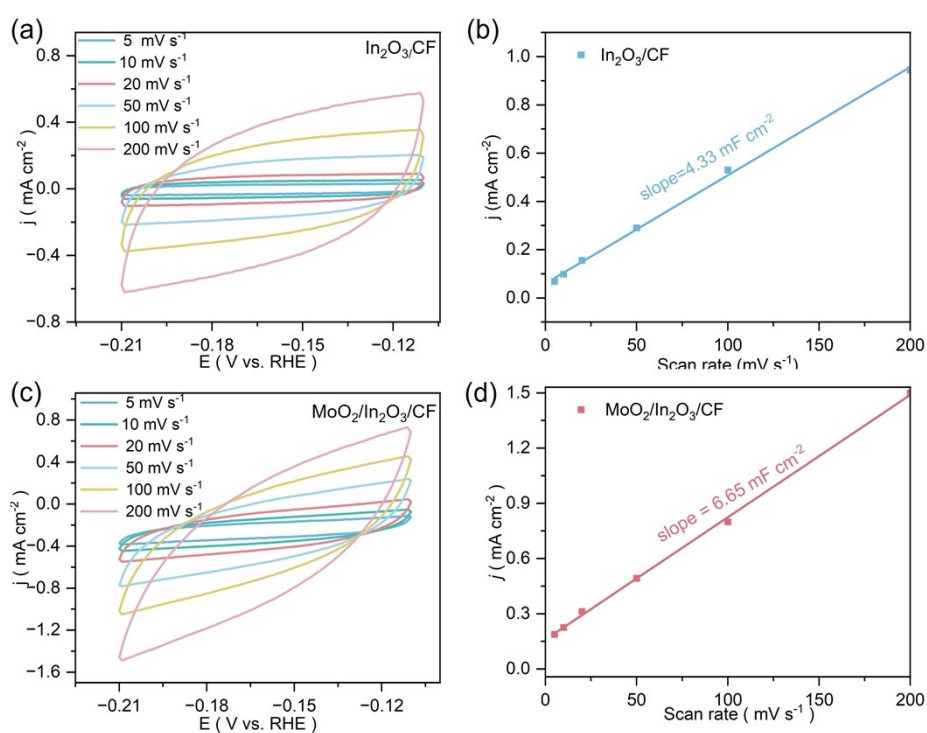 (a)
5 mV s⁻¹
10 mV s⁻¹
20 mV s⁻¹
50 mV s⁻¹
100 mV s⁻¹
200 mV s⁻¹
In₂O₃/CF
0.8
0.4
0.0
−0.4
−0.8
j ( mA cm⁻²)
−0.21
−0.18
−0.15
−0.12
E ( V vs. RHE)
(b)
In₂O₃/CF
slope=4.33 mF cm⁻²
1.0
0.8
0.6
0.4
0.2
0.0
j (mA cm⁻²)
0
50
100
150
200
Scan rate (mV s⁻¹)
(c)
5 mV s⁻¹
10 mV s⁻¹
20 mV s⁻¹
50 mV s⁻¹
100 mV s⁻¹
200 mV s⁻¹
MoO₂/In₂O₃/CF
1.2
0.8
0.4
0.0
−0.4
−0.8
−1.2
−1.6
j ( mA cm⁻²)
−0.21
−0.18
−0.15
−0.12
E ( V vs. RHE)
(d)
MoO₂/In₂O₃/CF
slope = 6.65 mF cm⁻²
1.5
1.2
0.9
0.6
0.3
0.0
j ( mA cm⁻²)
0
50
100
150
200
Scan rate ( mV s⁻¹)